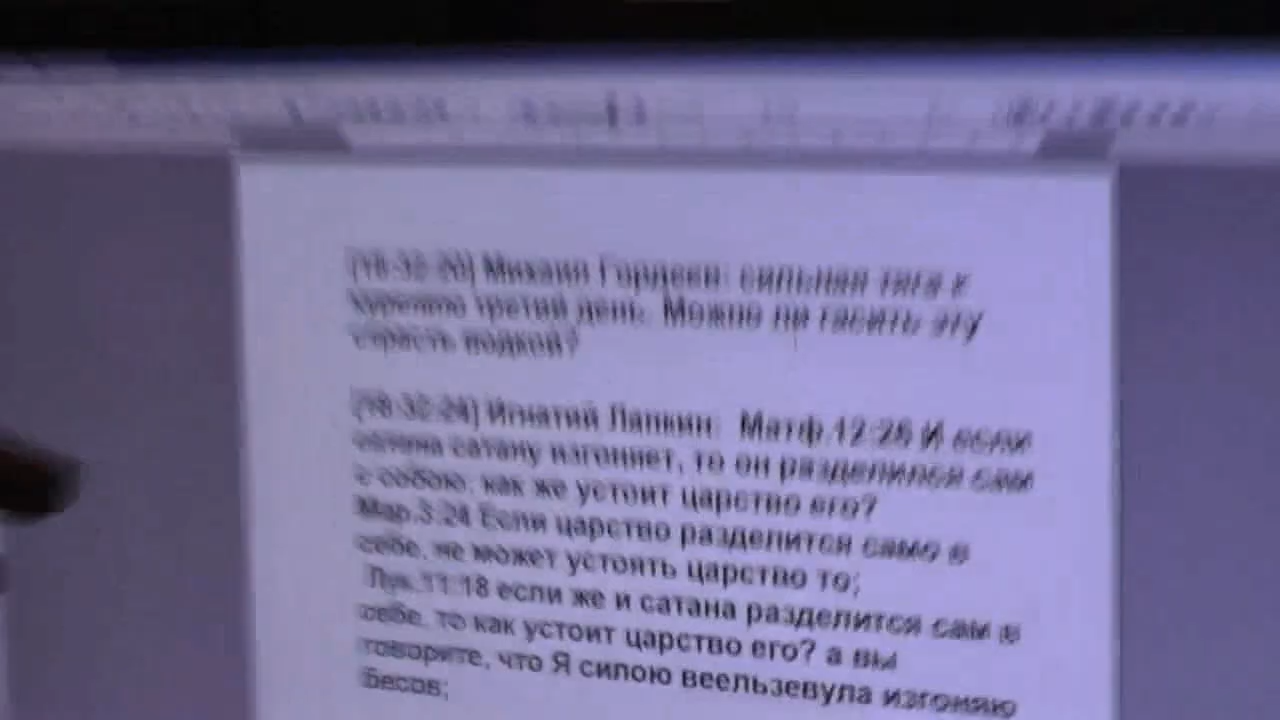 [18:32:20] Михаил Гордеев: сильная тяга к
курению третий день. Можно ли гасить эту
страсть водкой?
[18:32:24] Игнатий Лапкин: Матф.12:26 И если
сатана сатану изгоняет, то он разделился сам
с собою: как же устоит царство его?
Мар.3:24 Если царство разделится само в
себе, не может устоять царство то;
Лук.11:18 если же и сатана разделится сам в
себе, то как устоит царство его? а вы
говорите, что Я силою веельзевула изгоняю
бесов;